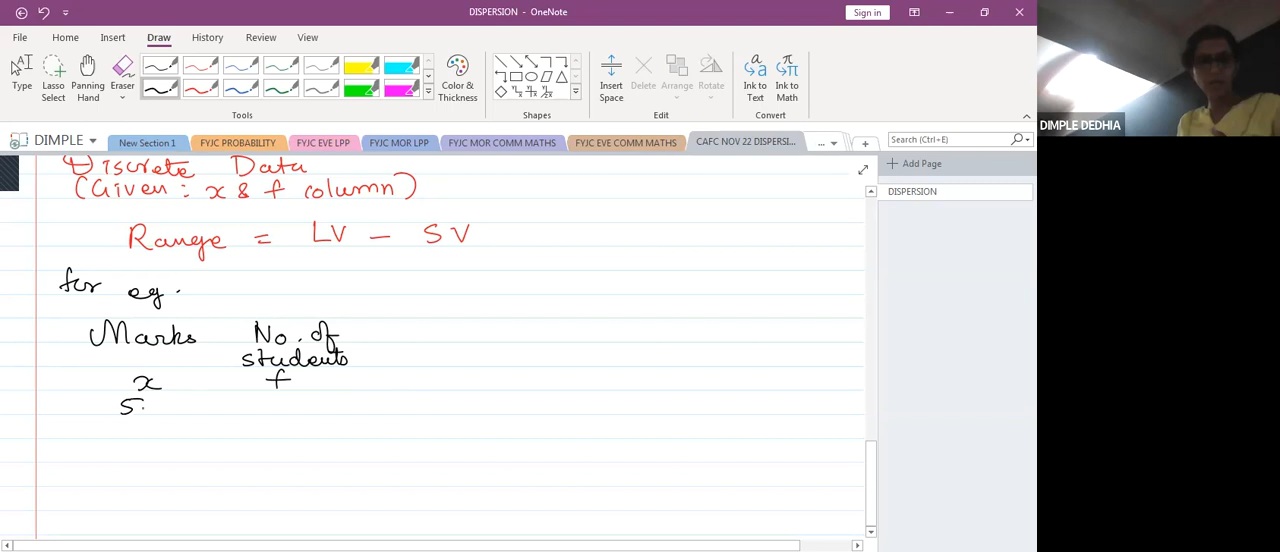 DISPERSION - OneNote
Sign in
File Home Insert Draw History Review View
Type
Lasso Select
Panning Hand
Eraser
Color & Thickness
Insert Space
Delete
Arrange
Rotate
Ink to Text
Ink to Math
Tools
Shapes
Edit
Convert
DIMPLE
New Section 1
FYJC PROBABILITY
FYJC EVE LPP
FYJC MOR LPP
FYJC MOR COMM MATHS
FYJC EVE COMM MATHS
CAFC NOV 22 DISPERSI...
...
Search (Ctrl+E)
Add Page
DISPERSION
DIMPLE DEDHIA
Discrete Data
(Given : x & f column)
Range = LV - SV
for eg.
Marks No. of
students
x f
5